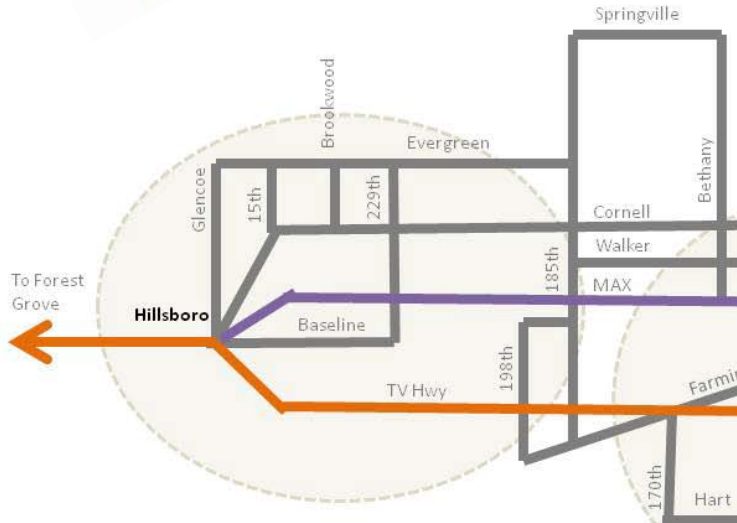 Springville
Brookwood
Evergreen
Glencoe
15th
229th
Bethany
Cornell
Walker
185th
MAX
To Forest
Grove
Hillsboro
Baseline
198th
TV Hwy
Farmin
170th
Hart